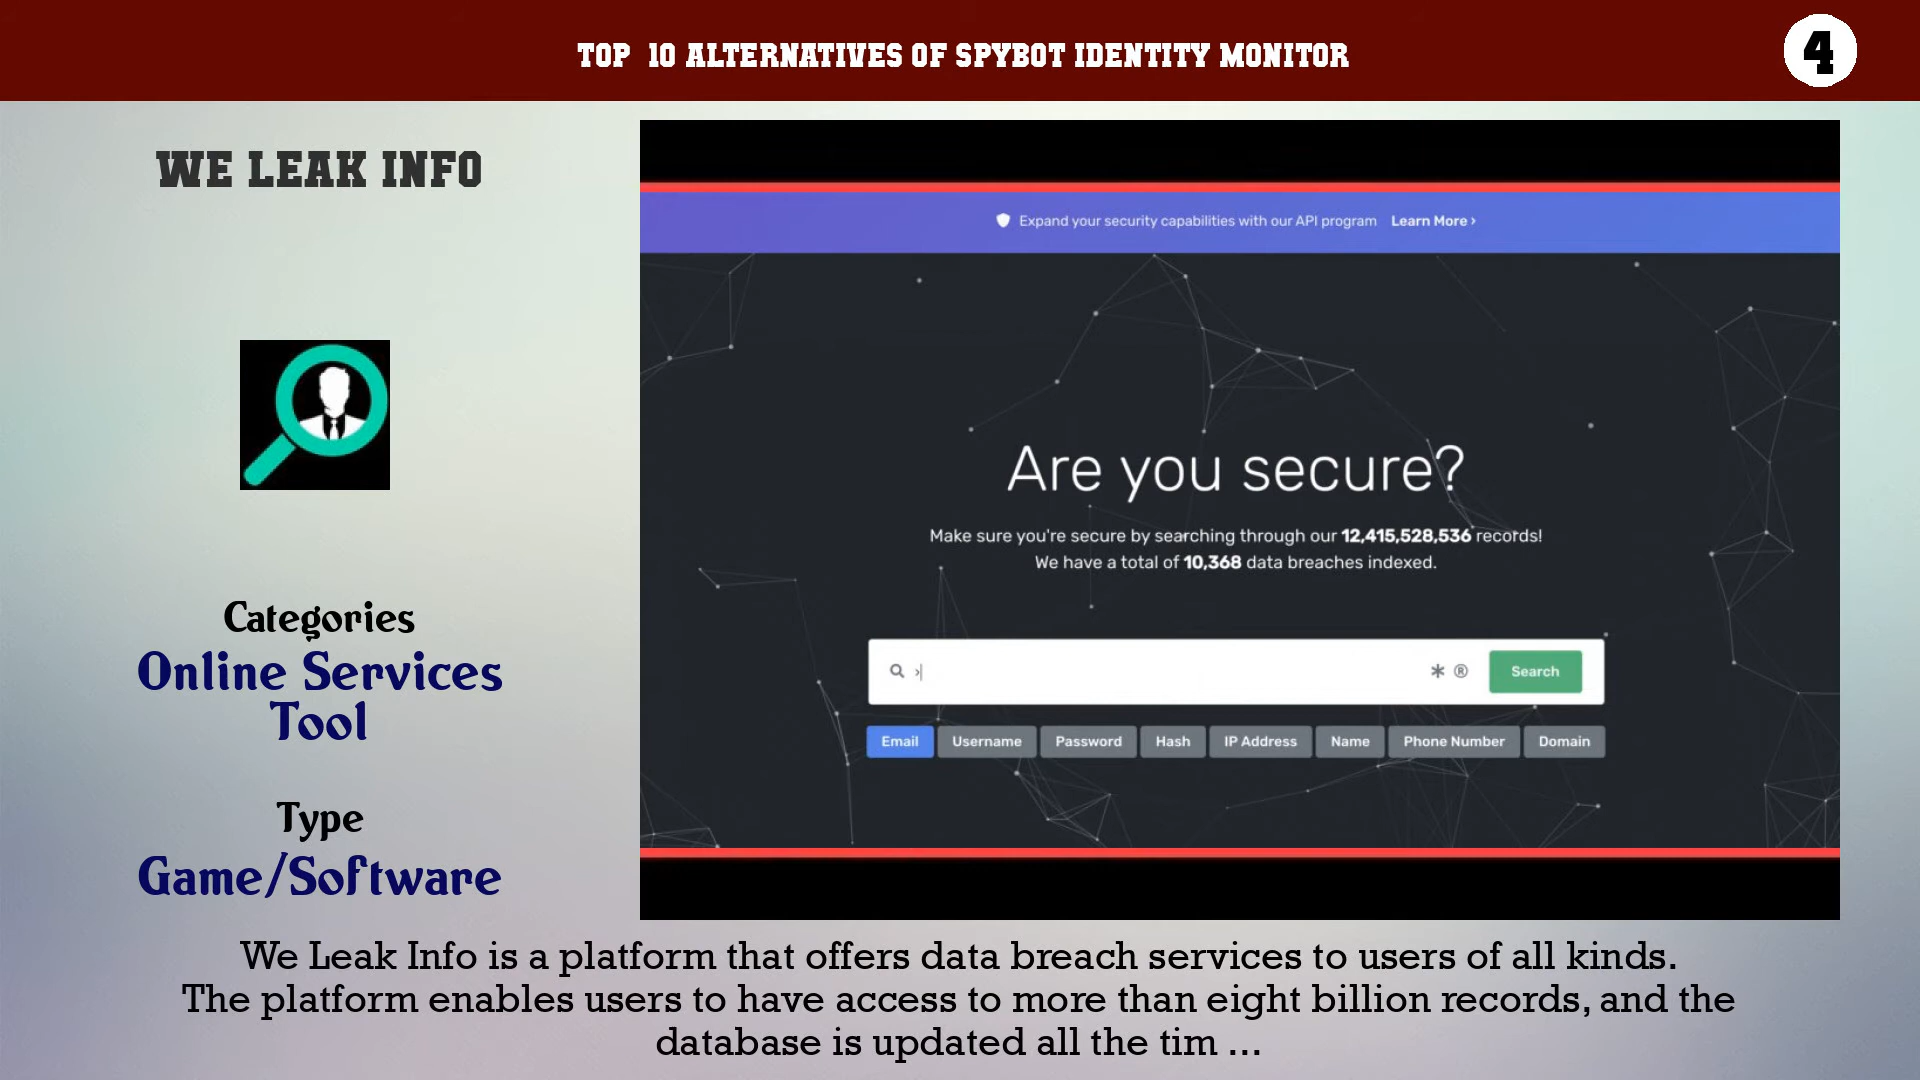 TOP 10 ALTERNATIVES OF SPYBOT IDENTITY MONITOR
4
WE LEAK INFO
Expand your security capabilities with our API program Learn More ›
Are you secure?
Make sure you're secure by searching through our 12,415,528,536 records!
We have a total of 10,368 data breaches indexed.
›
* ® Search
Email Username Password Hash IP Address Name Phone Number Domain
Categories
Online Services
Tool
Type
Game/Software
We Leak Info is a platform that offers data breach services to users of all kinds.
The platform enables users to have access to more than eight billion records, and the
database is updated all the tim ...